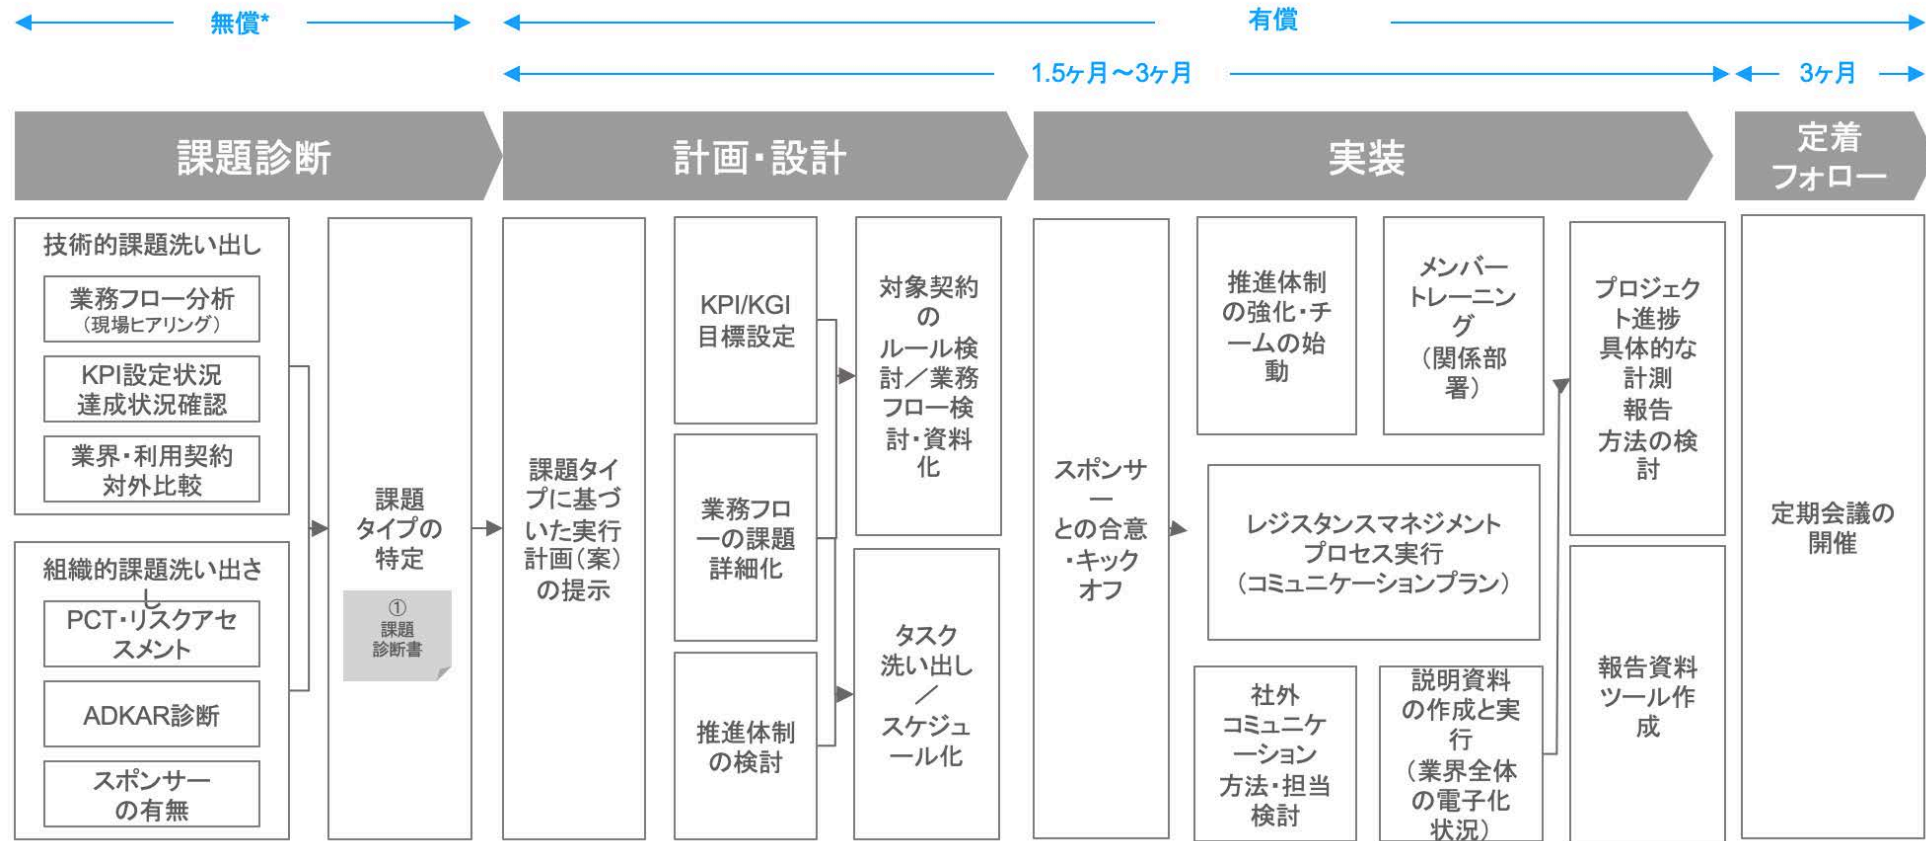 無償*
有償
1.5ヶ月～3ヶ月
3ヶ月
課題診断
計画・設計
実装
定着
フォロー
技術的課題洗い出し
業務フロー分析
（現場ヒアリング）
KPI設定状況
達成状況確認
業界・利用契約
対外比較
組織的課題洗い出さ
し
PCT・リスクアセ
スメント
ADKAR診断
スポンサー
の有無
課題
タイプの
特定
①
課題
診断書
課題タイ
プに基づ
いた実行
計画（案）
の提示
KPI/KGI
目標設定
業務フロ
ーの課題
詳細化
推進体制
の検討
対象契約
の
ルール検
討／業務
フロー検
討・資料
化
タスク
洗い出し
／
スケジュ
ール化
スポンサ
ー
との合意
・キック
オフ
推進体制
の強化・チ
ームの始
動
メンバー
トレーニン
グ
（関係部
署）
レジスタンスマネジメント
プロセス実行
（コミュニケーションプラン）
社外
コミュニケ
ーション
方法・担当
検討
説明資料
の作成と実
行
（業界全体
の電子化
状況）
プロジェク
ト進捗
具体的な
計測
報告
方法の検
討
報告資料
ツール作
成
定期会議の
開催